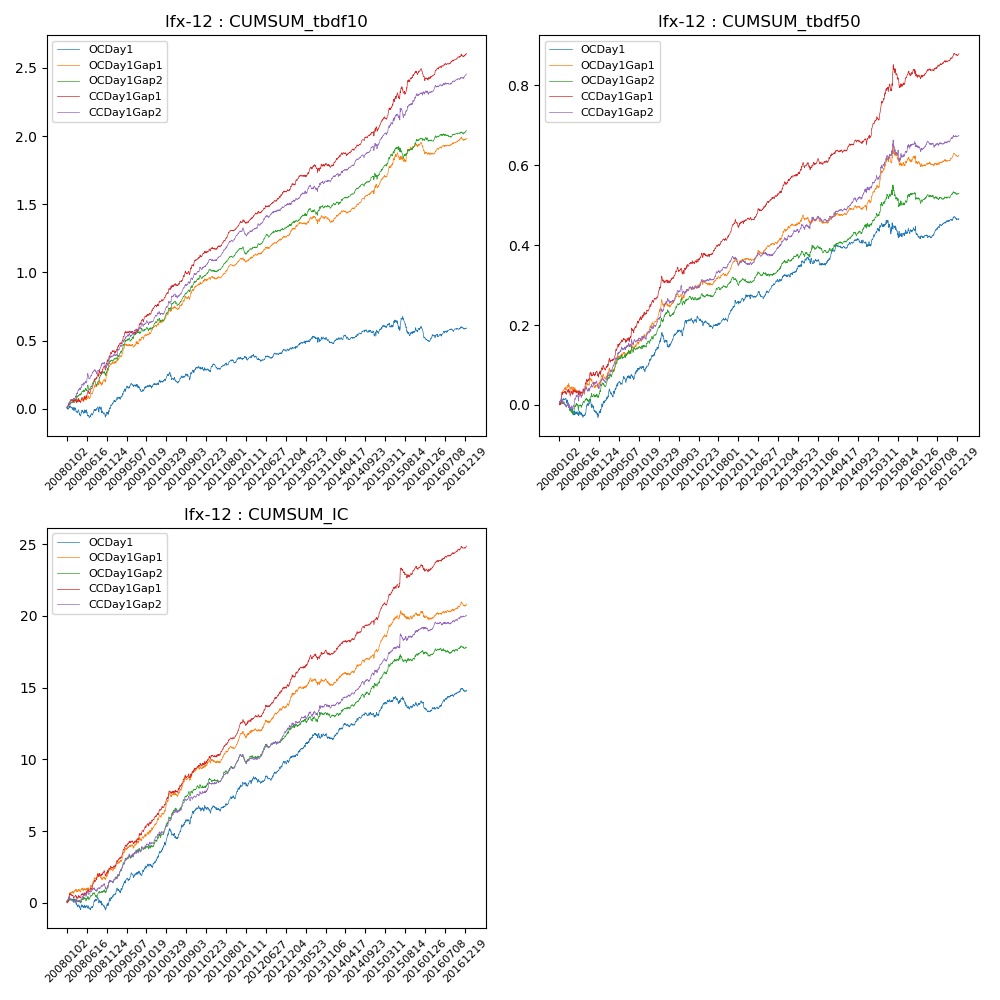 lfx-12 : CUMSUM_tbdf10
OCDay1
OCDay1Gap1
OCDay1Gap2
CCDay1Gap1
CCDay1Gap2
2.5
2.0
1.5
1.0
0.5
0.0
20080102 20080616 20081124 20090507 20091019 20100329 20100903 20110223 20110801 20120111 20120627 20121204 20130523 20131106 20140417 20140923 20150311 20150814 20160126 20160708 20161219
lfx-12 : CUMSUM_tbdf50
OCDay1
OCDay1Gap1
OCDay1Gap2
CCDay1Gap1
CCDay1Gap2
0.8
0.6
0.4
0.2
0.0
20080102 20080616 20081124 20090507 20091019 20100329 20100903 20110223 20110801 20120111 20120627 20121204 20130523 20131106 20140417 20140923 20150311 20150814 20160126 20160708 20161219
lfx-12 : CUMSUM_IC
OCDay1
OCDay1Gap1
OCDay1Gap2
CCDay1Gap1
CCDay1Gap2
25
20
15
10
5
0
20080102 20080616 20081124 20090507 20091019 20100329 20100903 20110223 20110801 20120111 20120627 20121204 20130523 20131106 20140417 20140923 20150311 20150814 20160126 20160708 20161219